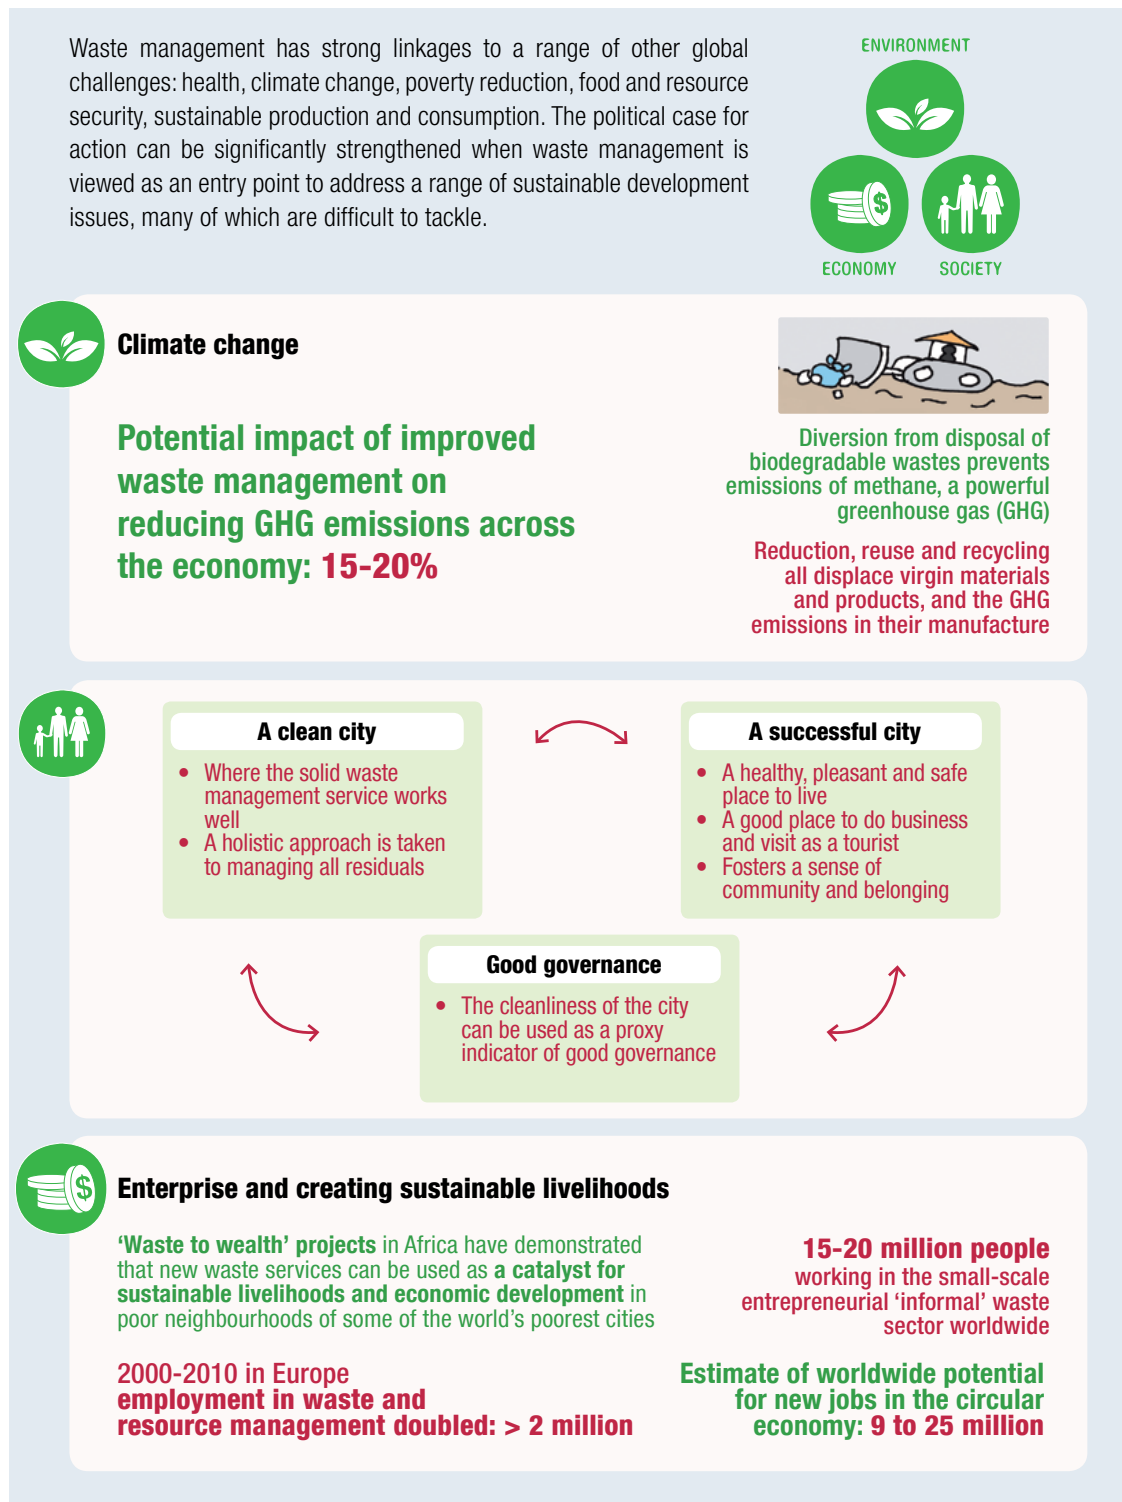 Waste management has strong linkages to a range of other global
challenges: health, climate change, poverty reduction, food and resource
security, sustainable production and consumption. The political case for
action can be significantly strengthened when waste management is
viewed as an entry point to address a range of sustainable development
issues, many of which are difficult to tackle.
ENVIRONMENT
$
ECONOMY
SOCIETY
Climate change
Potential impact of improved
waste management on
reducing GHG emissions across
the economy: 15-20%
Diversion from disposal of
biodegradable wastes prevents
emissions of methane, a powerful
greenhouse gas (GHG)
Reduction, reuse and recycling
all displace virgin materials
and products, and the GHG
emissions in their manufacture
A clean city
• Where the solid waste
management service works
well
• A holistic approach is taken
to managing all residuals
A successful city
• A healthy, pleasant and safe
place to live
• A good place to do business
and visit as a tourist
• Fosters a sense of
community and belonging
Good governance
• The cleanliness of the city
can be used as a proxy
indicator of good governance
$
Enterprise and creating sustainable livelihoods
‘Waste to wealth’ projects in Africa have demonstrated
that new waste services can be used as a catalyst for
sustainable livelihoods and economic development in
poor neighbourhoods of some of the world’s poorest cities
2000-2010 in Europe
employment in waste and
resource management doubled: > 2 million
15-20 million people
working in the small-scale
entrepreneurial ‘informal’ waste
sector worldwide
Estimate of worldwide potential
for new jobs in the circular
economy: 9 to 25 million